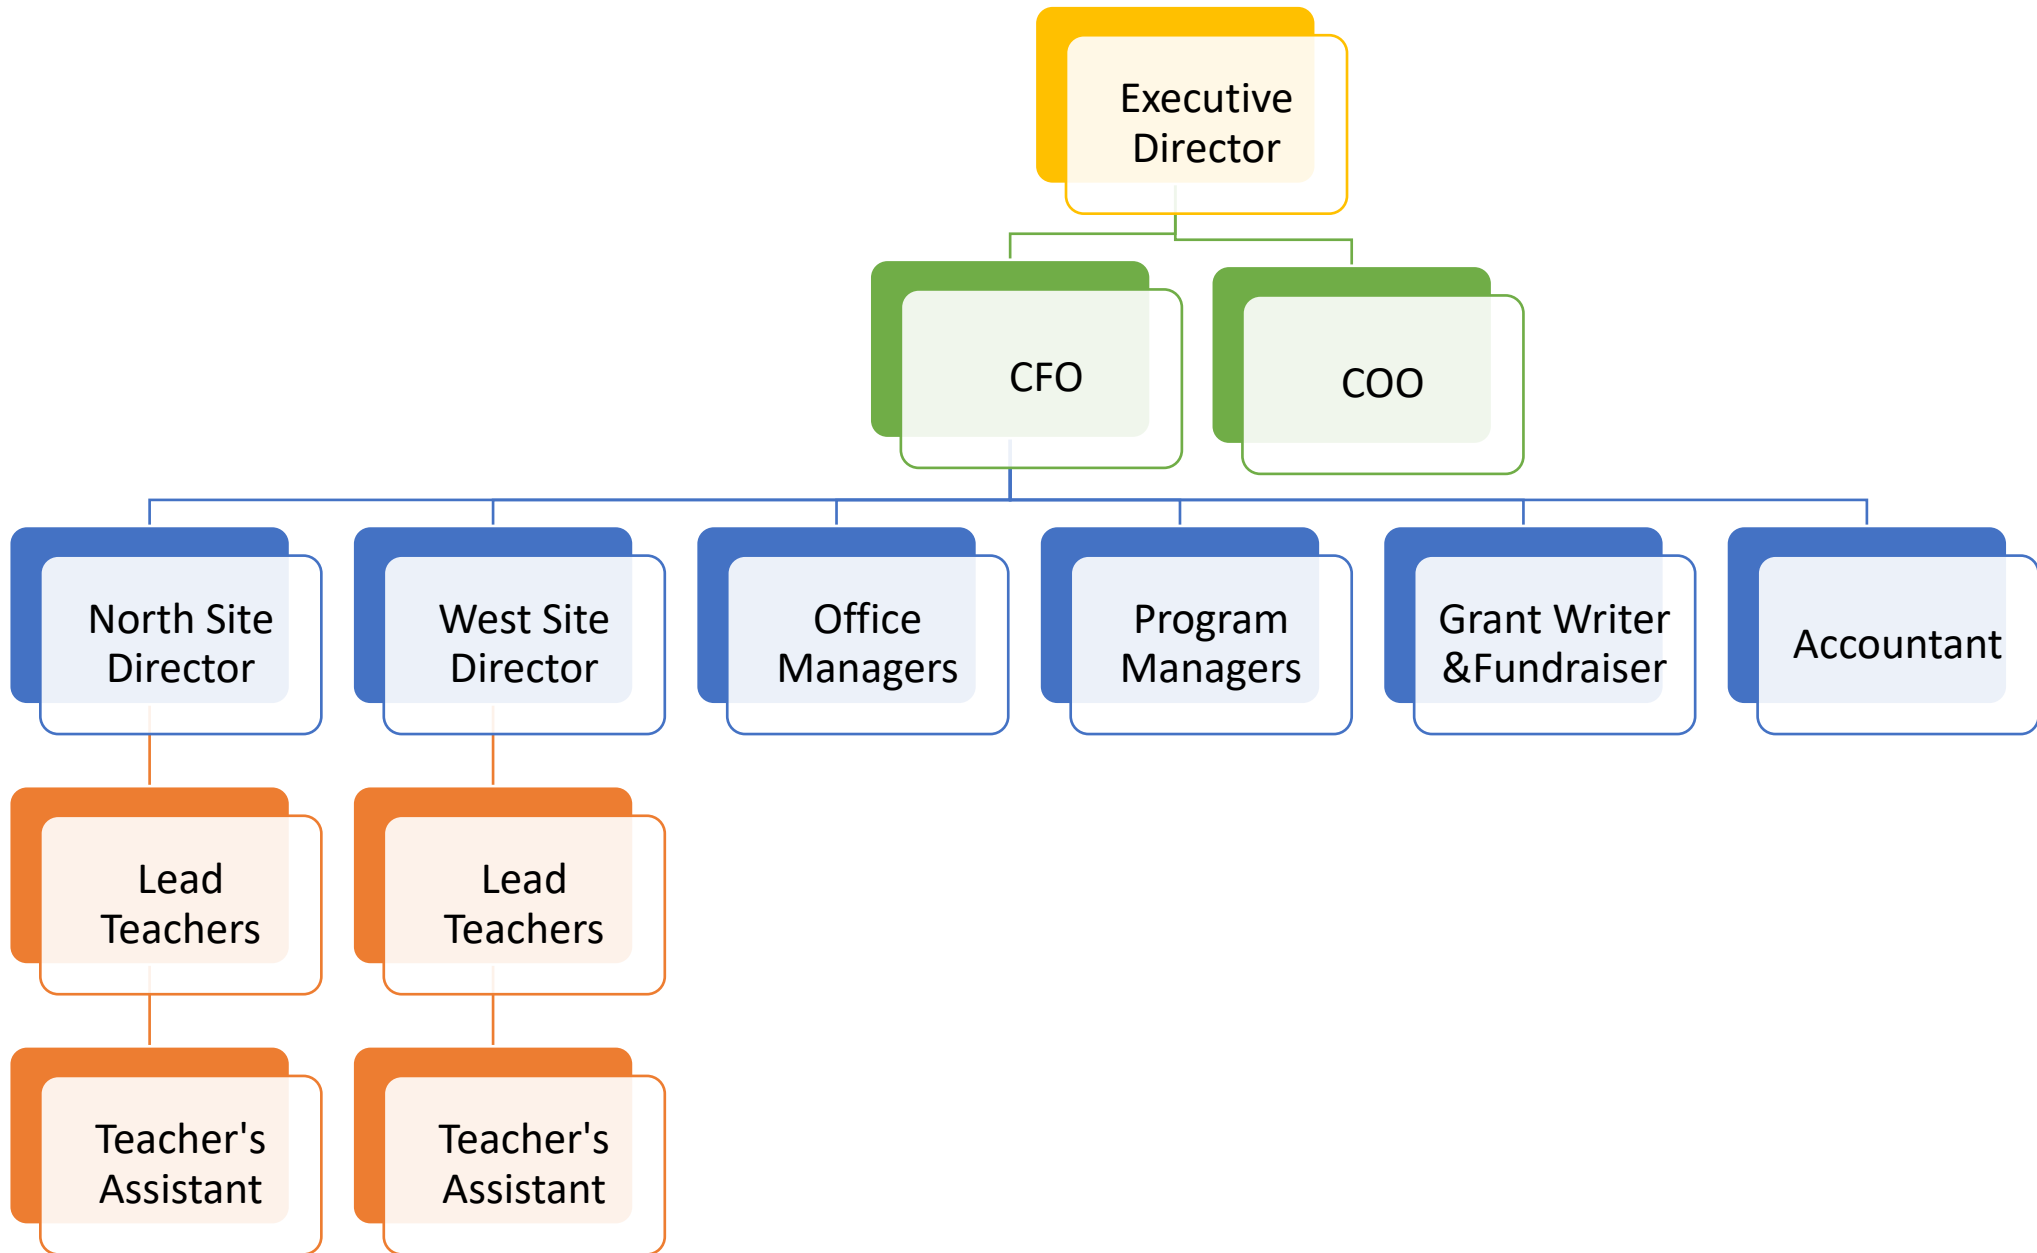 Executive
Director
CFO
COO
North Site
Director
West Site
Director
Office
Managers
Program
Managers
Grant Writer
&Fundraiser
Accountant
Lead
Teachers
Lead
Teachers
Teacher's
Assistant
Teacher's
Assistant